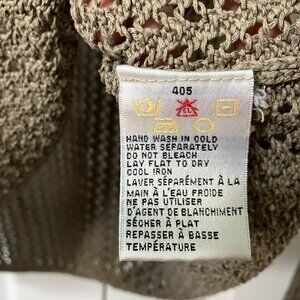 405
CL
HAND WASH IN COLD
WATER SEPARATELY
DO NOT BLEACH
LAY FLAT TO DRY
COOL IRON
LAVER SÉPARÉMENT À LA
MAIN À L'EAU FROIDE
NE PAS UTILISER
D'AGENT DE BLANCHIMENT
SÉCHER À PLAT
REPASSER À BASSE
TEMPÉRATURE